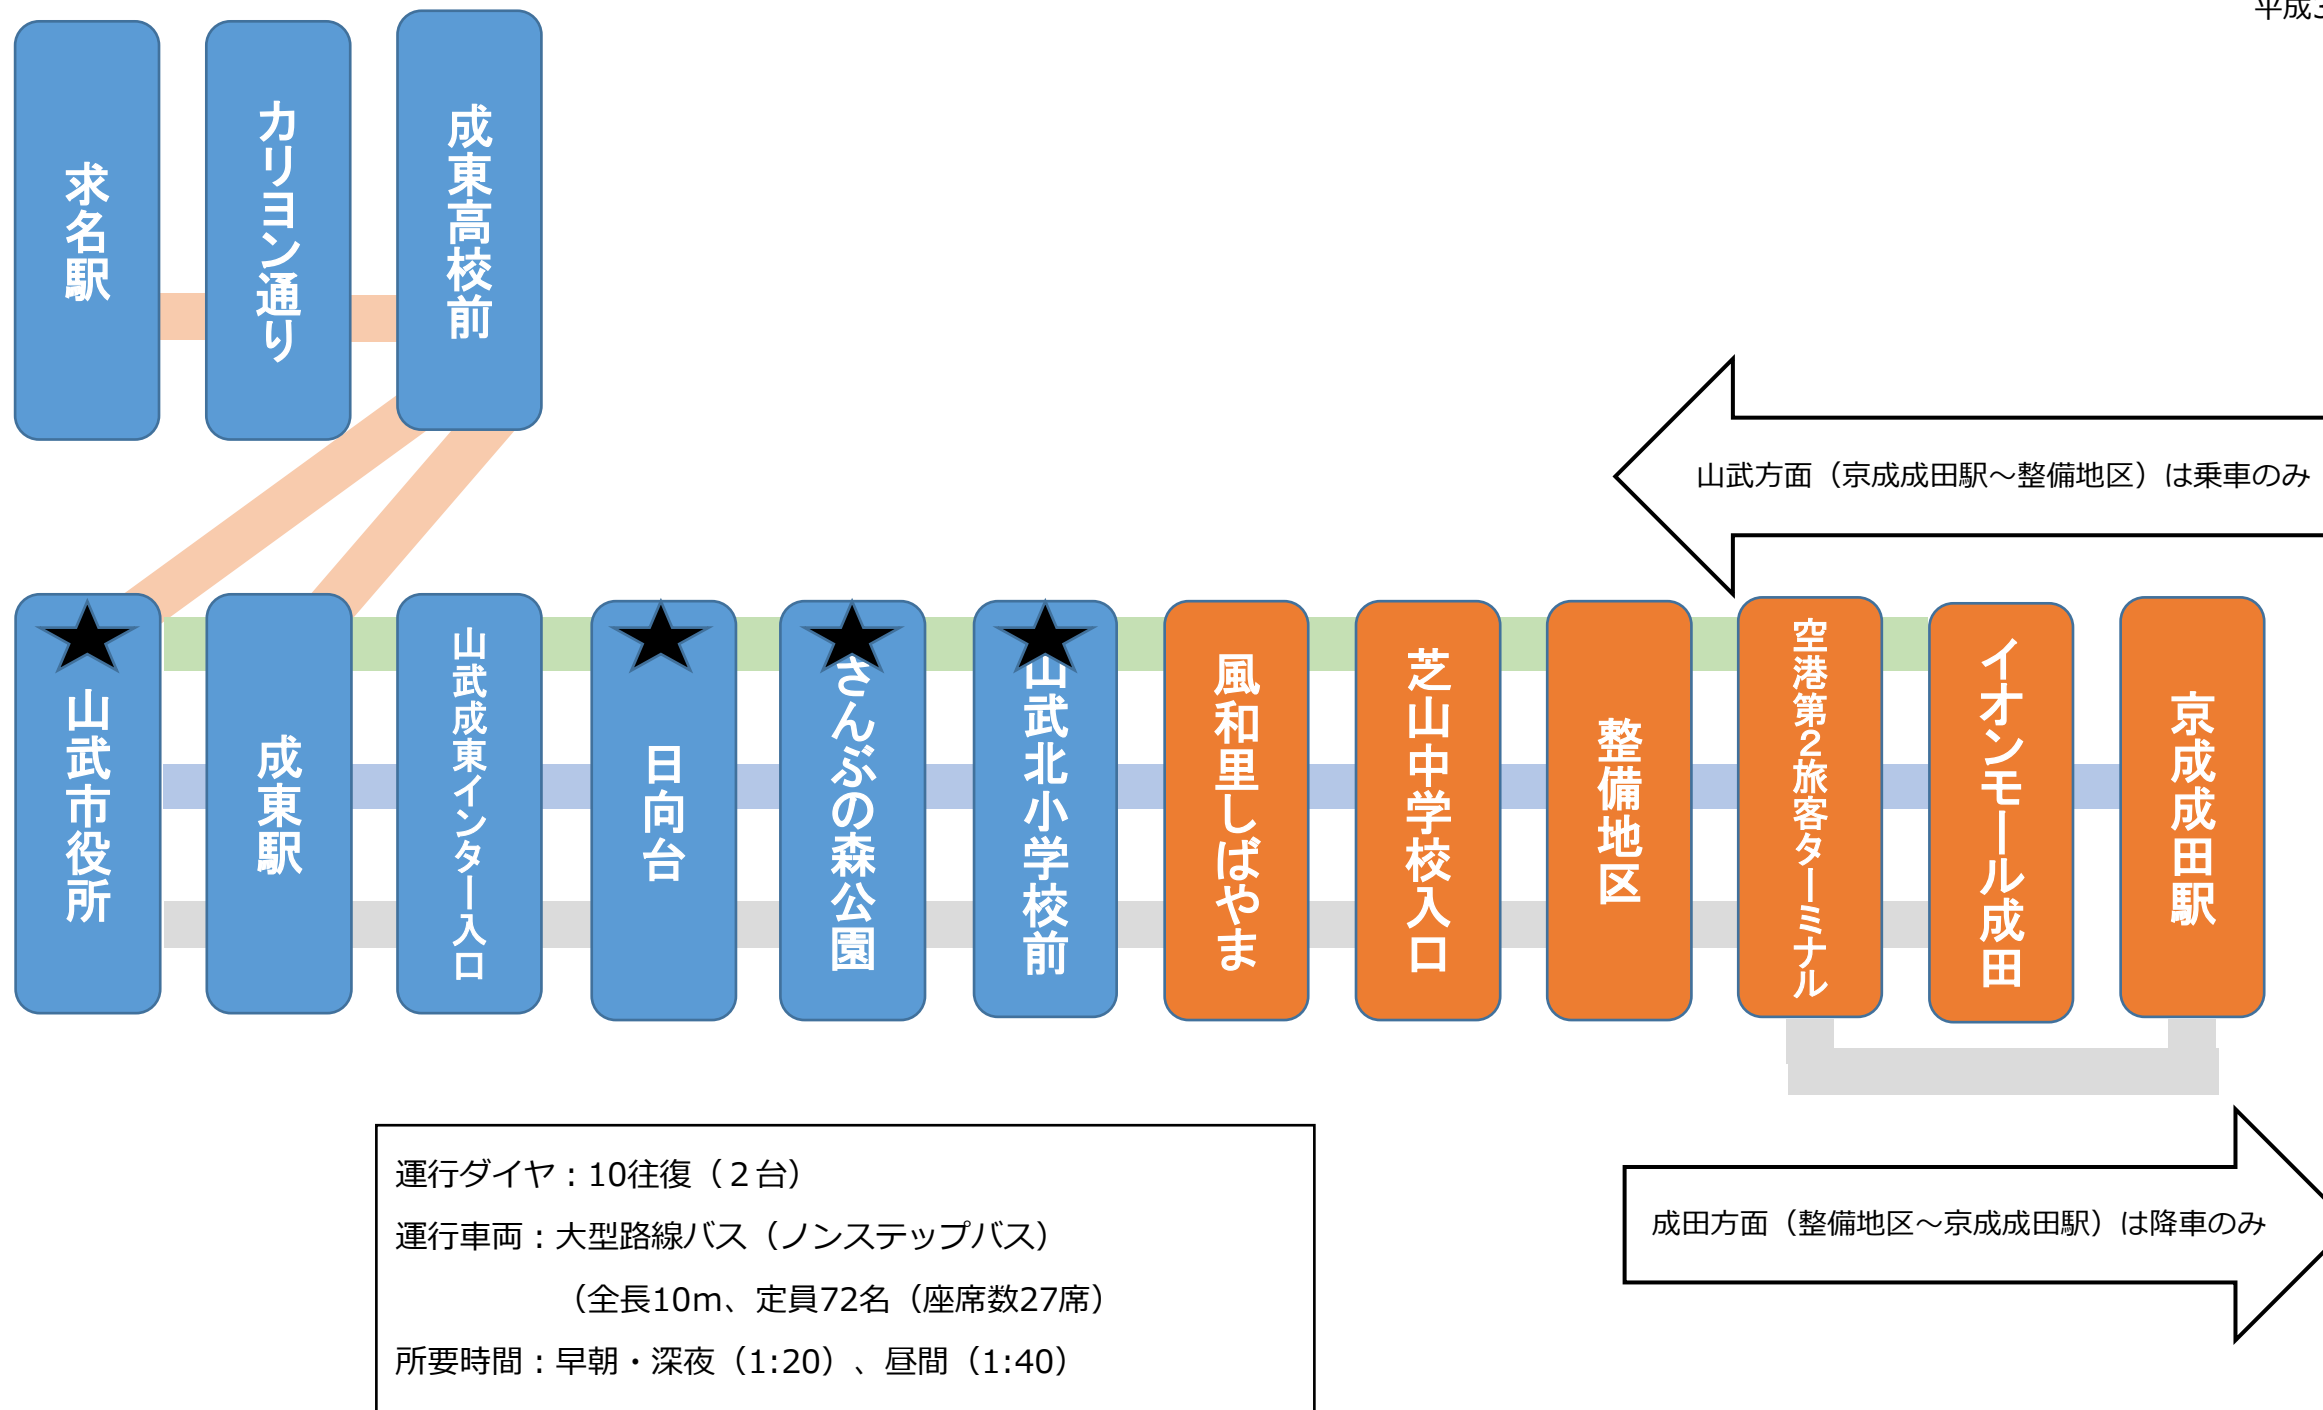 平成
求名駅
カリヨン通り
成東高校前
山武方面（京成成田駅～整備地区）は乗車のみ
山武市役所
成東駅
山武成東インター入口
日向台
さんぶの森公園
山武北小学校前
風和里しばやま
芝山中学校入口
整備地区
空港第２旅客ターミナル
イオンモール成田
京成成田駅
運行ダイヤ：10往復（２台）
運行車両：大型路線バス（ノンステップバス）
（全長10m、定員72名（座席数27席）
所要時間：早朝・深夜（1:20）、昼間（1:40）
成田方面（整備地区～京成成田駅）は降車のみ